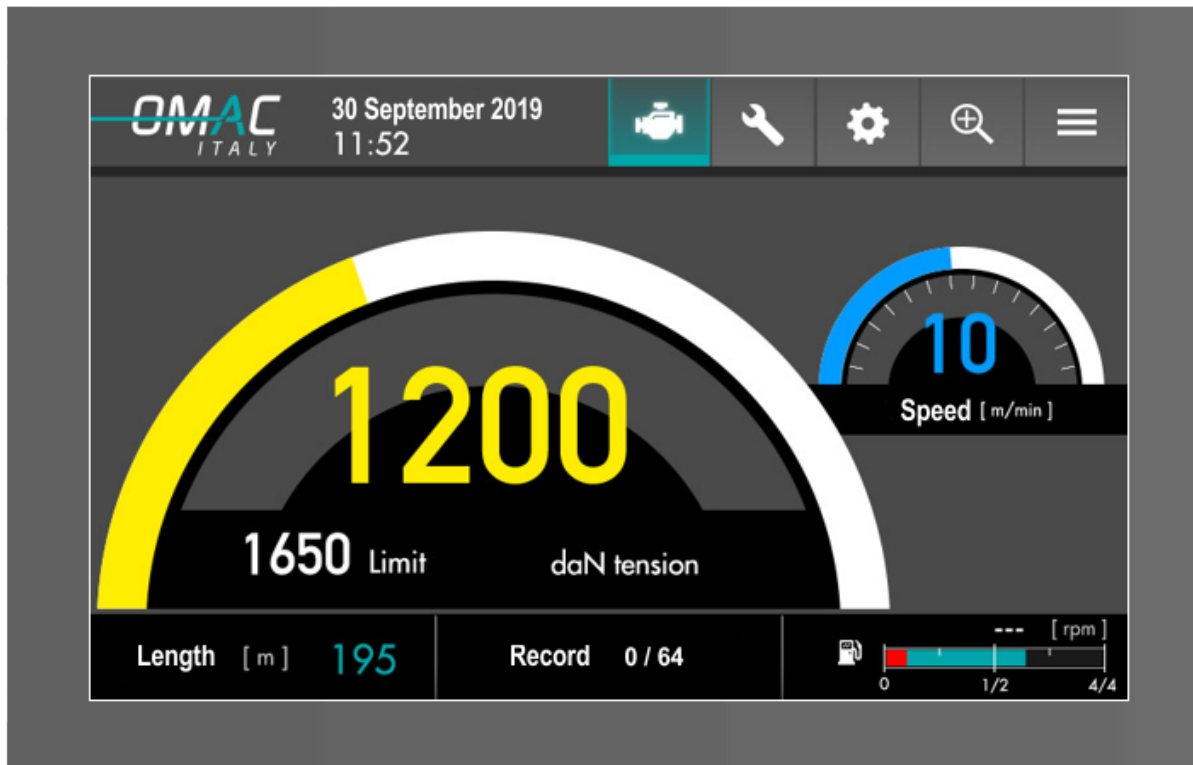 OMAC
ITALY
30 September 2019
11:52
10
Speed [ m/min ]
1200
1650 Limit
daN tension
Length [ m ] 195
Record 0 / 64
--- [ rpm ]
0 1/2 4/4